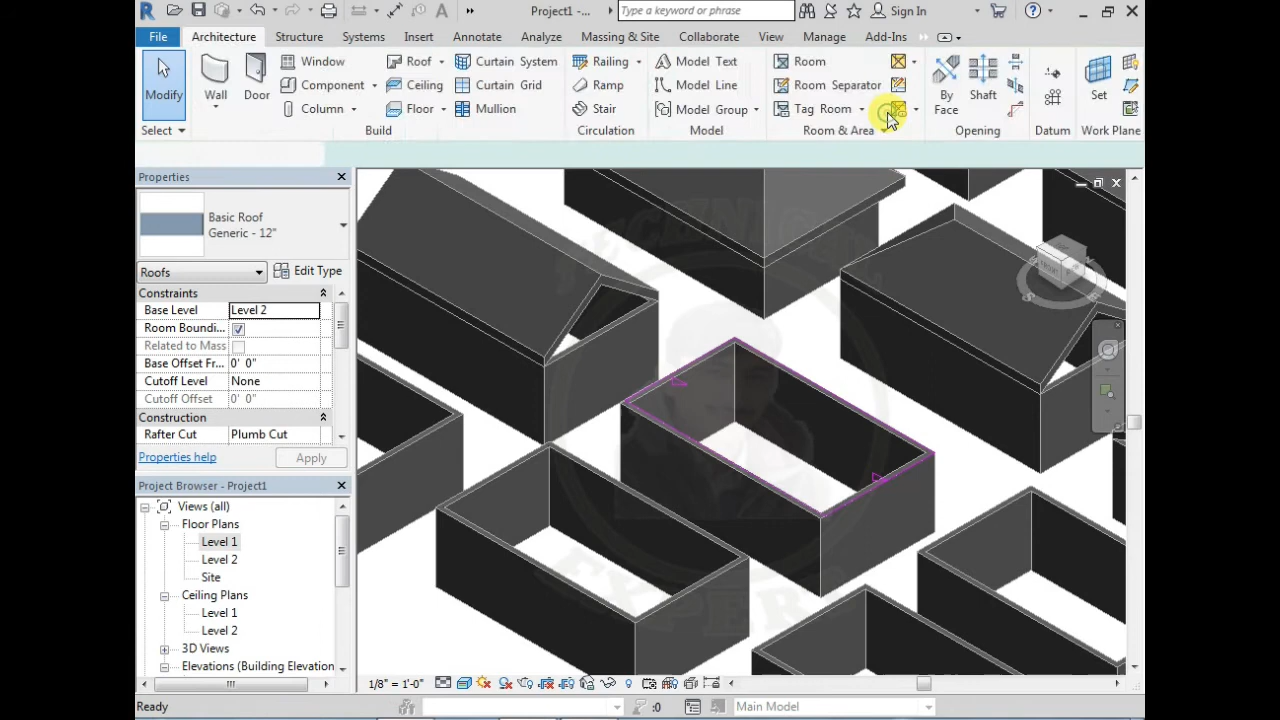 Project1 -...
Type a keyword or phrase
Sign In
File
Architecture
Structure
Systems
Insert
Annotate
Analyze
Massing & Site
Collaborate
View
Manage
Add-Ins
Modify
Wall
Door
Window
Component
Column
Roof
Ceiling
Floor
Curtain System
Curtain Grid
Mullion
Railing
Ramp
Stair
Model Text
Model Line
Model Group
Room
Room Separator
Tag Room
By Face
Shaft
Set
Select
Build
Circulation
Model
Room & Area
Opening
Datum
Work Plane
Properties
Basic Roof
Generic - 12"
Roofs
Edit Type
Constraints
Base Level Level 2
Room Boundi...
Related to Mass
Base Offset Fr... 0' 0"
Cutoff Level None
Cutoff Offset 0' 0"
Construction
Rafter Cut Plumb Cut
Properties help
Apply
Project Browser - Project1
Views (all)
Floor Plans
Level 1
Level 2
Site
Ceiling Plans
Level 1
Level 2
3D Views
Elevations (Building Elevation
1/8" = 1'-0"
Ready
:0
Main Model